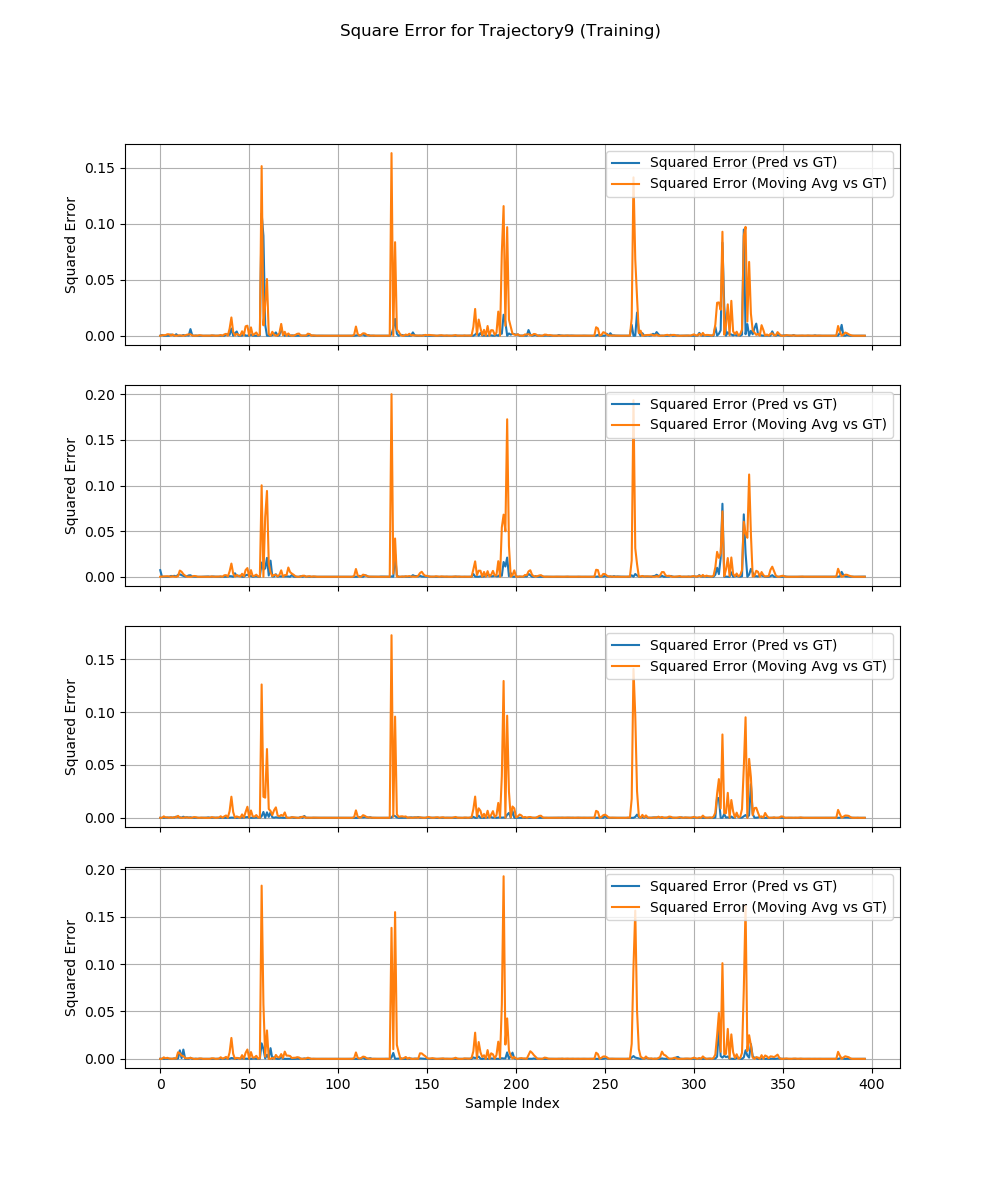 Square Error for Trajectory9 (Training)
Squared Error
0.15
0.10
0.05
0.00
Squared Error (Pred vs GT)
Squared Error (Moving Avg vs GT)
Squared Error
0.20
0.15
0.10
0.05
0.00
Squared Error (Pred vs GT)
Squared Error (Moving Avg vs GT)
Squared Error
0.15
0.10
0.05
0.00
Squared Error (Pred vs GT)
Squared Error (Moving Avg vs GT)
Squared Error
0.20
0.15
0.10
0.05
0.00
Squared Error (Pred vs GT)
Squared Error (Moving Avg vs GT)
0 50 100 150 200 250 300 350 400
Sample Index